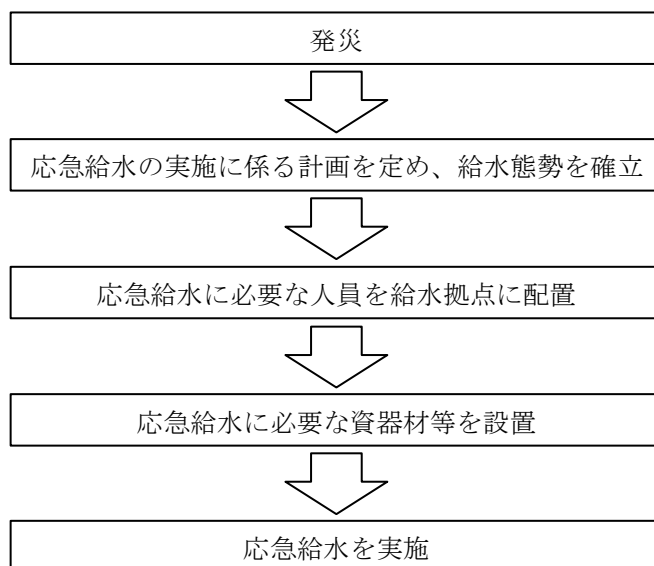 発災
応急給水の実施に係る計画を定め、給水態勢を確立
応急給水に必要な人員を給水拠点に配置
応急給水に必要な資器材等を設置
応急給水を実施